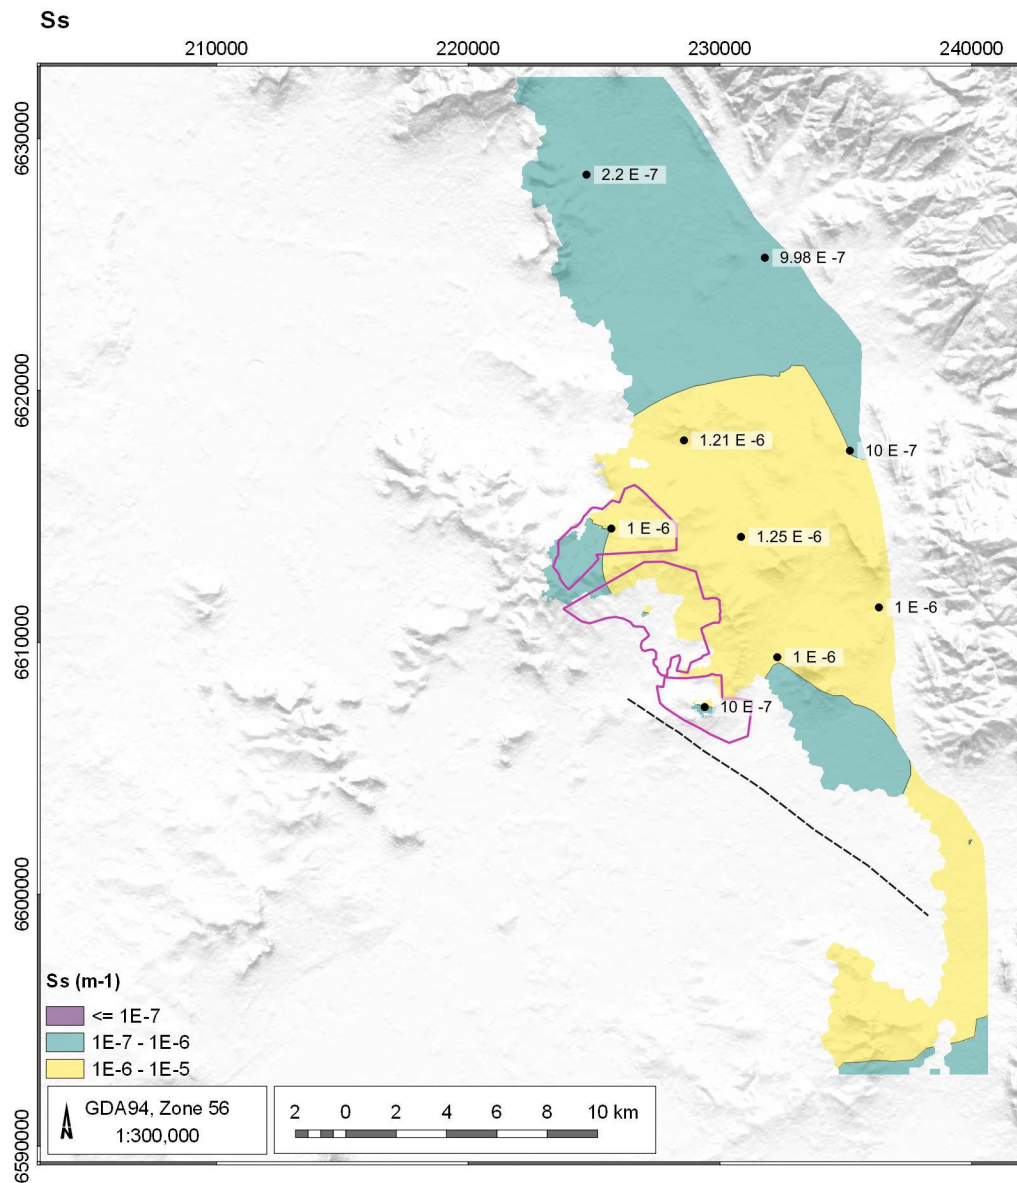 Ss
210000 220000 230000 240000
6630000
2.2 E -7
9.98 E -7
6620000
1.21 E -6
10 E -7
1 E -6
1.25 E -6
1 E -6
6610000
1 E -6
10 E -7
6600000
Ss (m-1)
<= 1E-7
1E-7 - 1E-6
1E-6 - 1E-5
N
GDA94, Zone 56
1:300,000
2 0 2 4 6 8 10 km
6590000